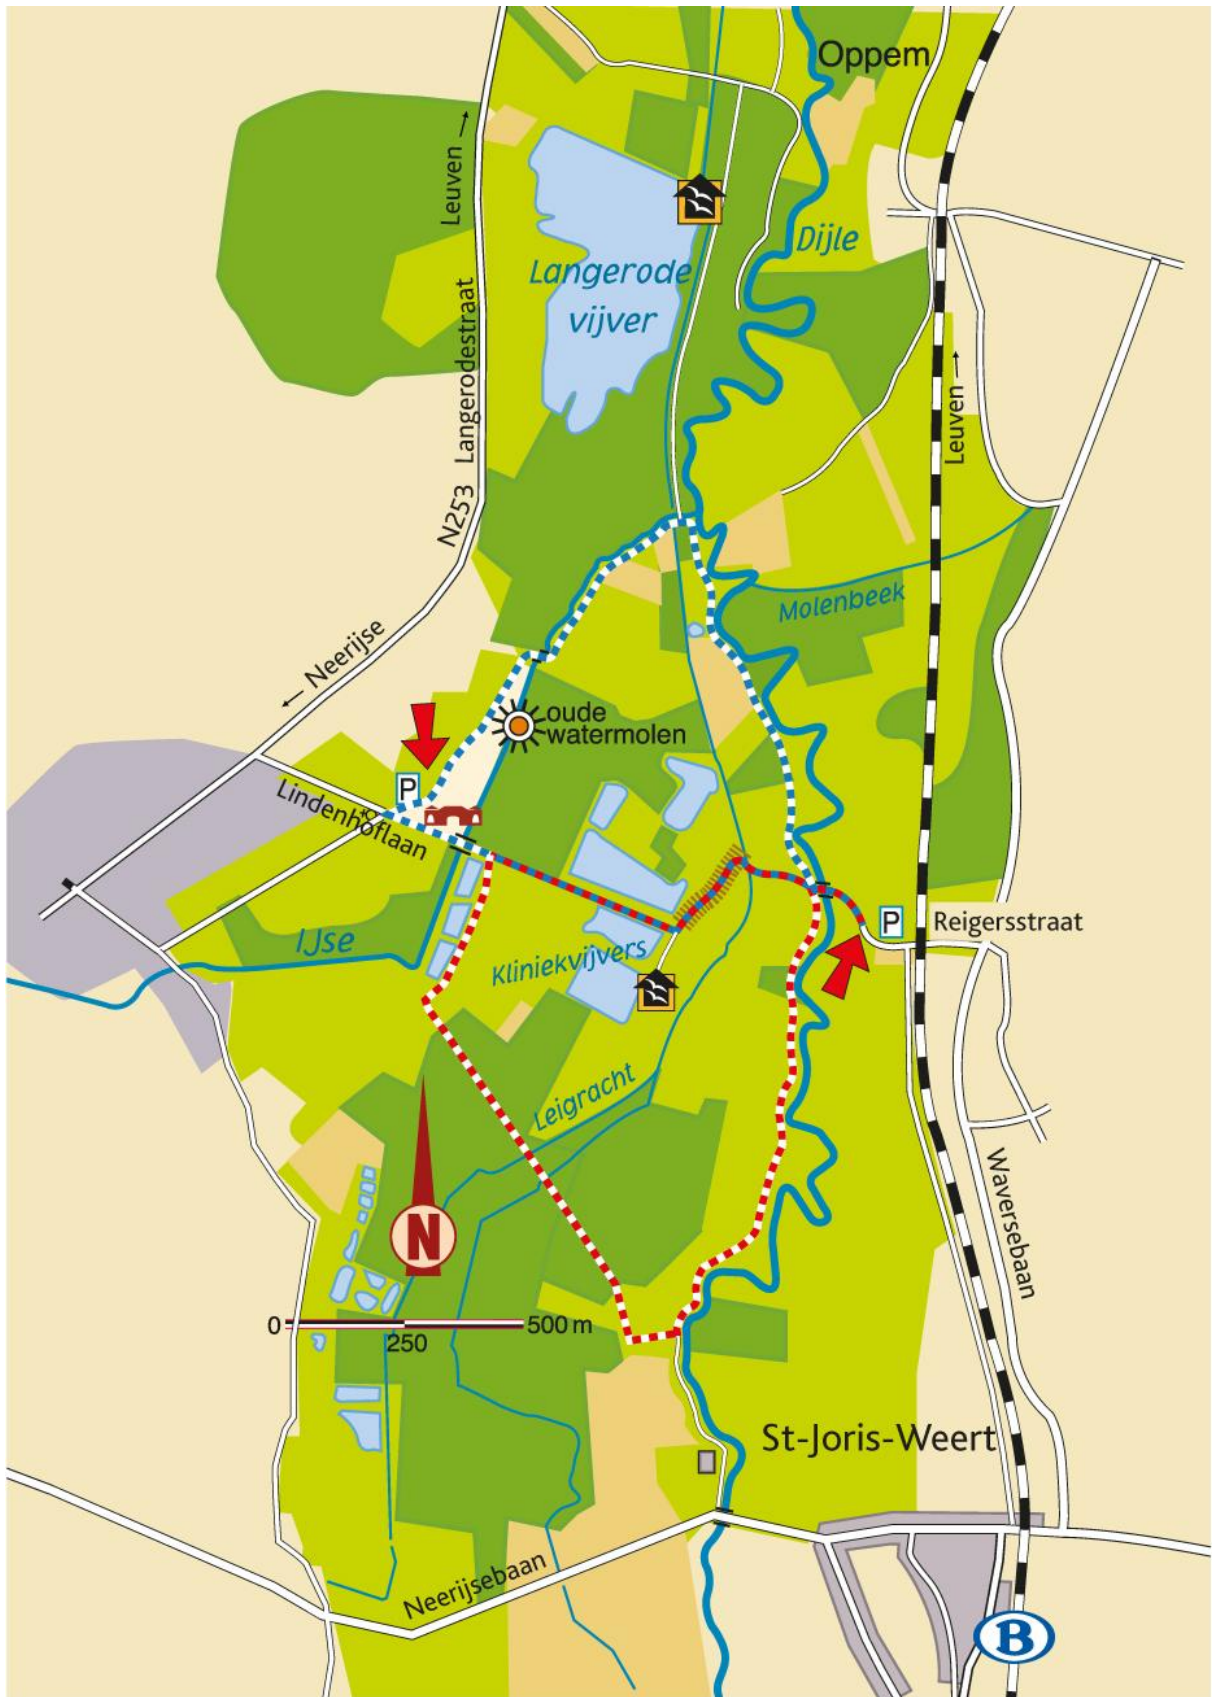 Oppem
Leuven →
Dijle
Langerode
vijver
Langerodestraat
Leuven →
N253
Molenbeek
← Neerijse
oude
watermolen
P
Lindenhoflaan
P
Reigersstraat
IJse
Kliniekvijvers
Leigracht
Waversebaan
N
0
250
500 m
St-Joris-Weert
Neerijsebaan
B